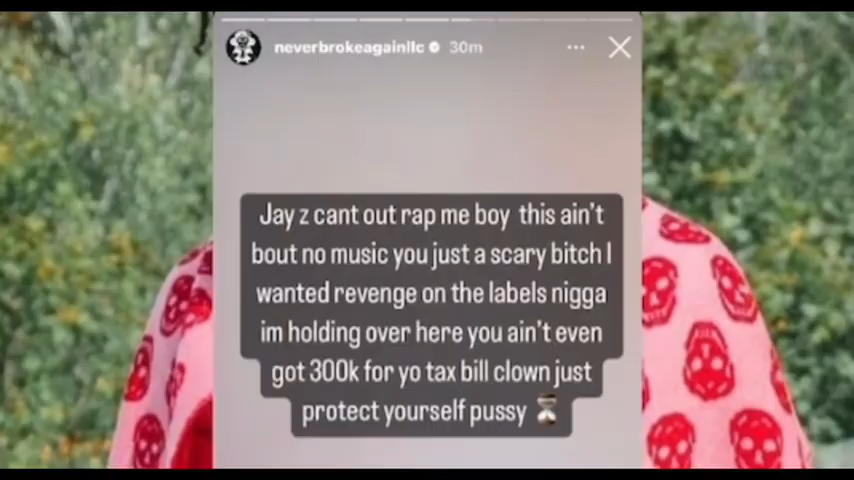 neverbrokeagainllc 30m
Jay z cant out rap me boy this ain't
bout no music you just a scary bitch I
wanted revenge on the labels nigga
im holding over here you ain't even
got 300k for yo tax bill clown just
protect yourself pussy ⏳